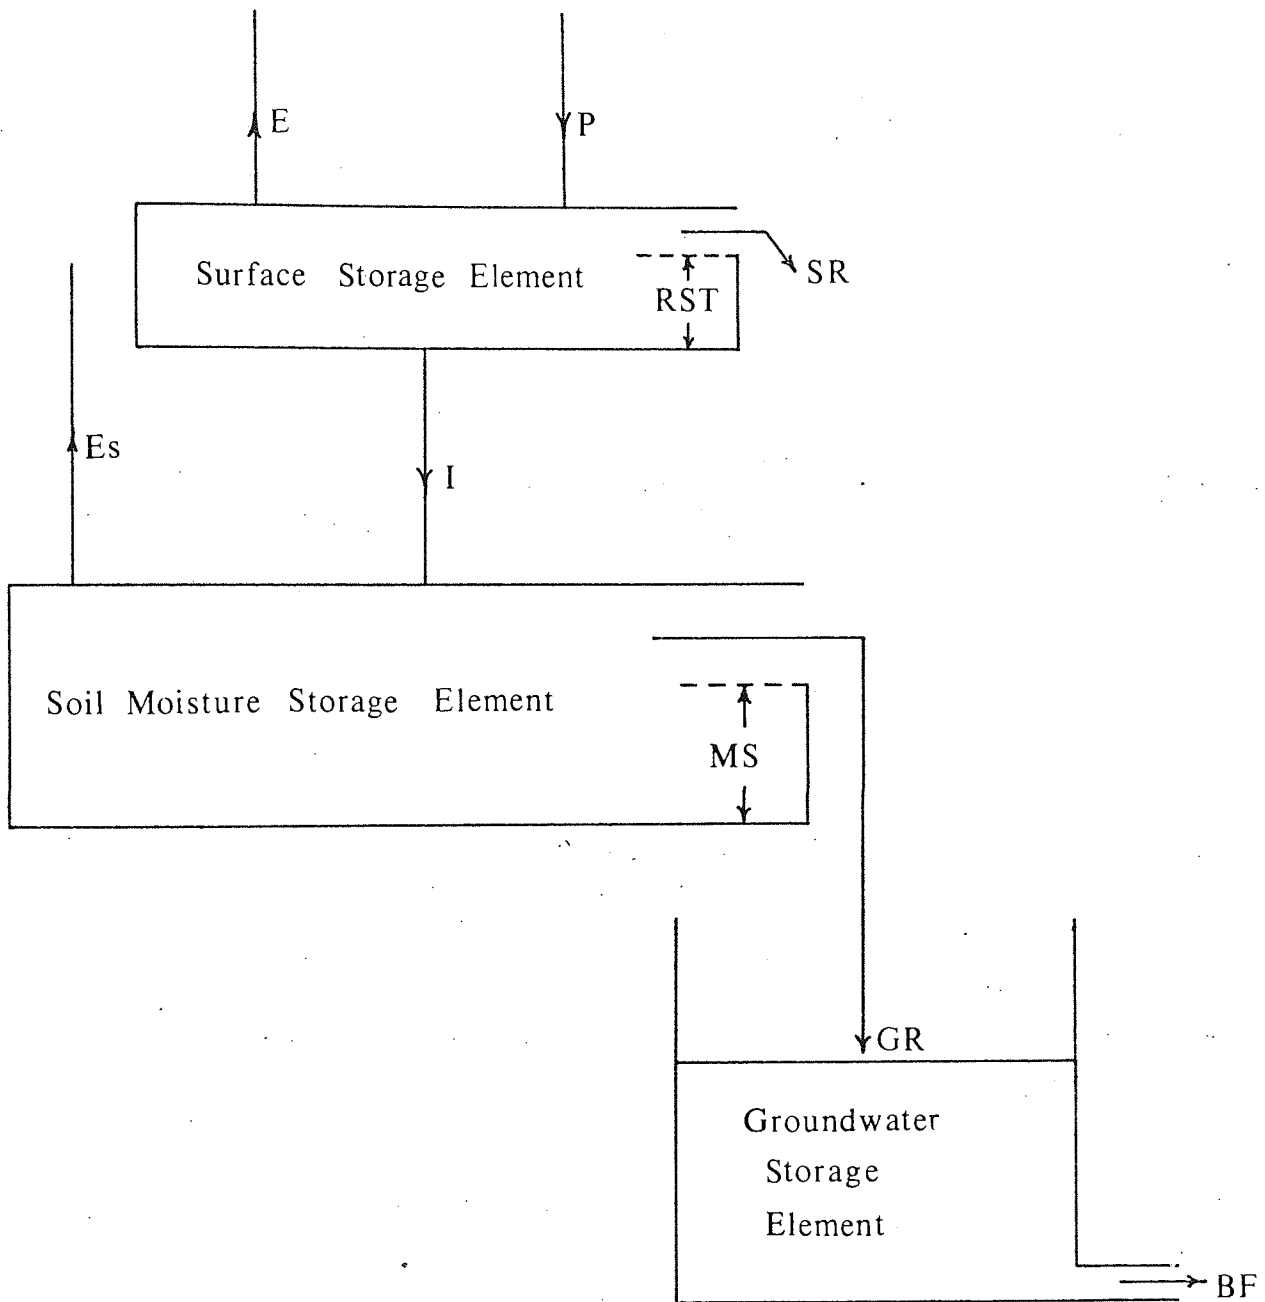 E
P
Surface Storage Element
SR
RST
Es
I
Soil Moisture Storage Element
MS
GR
Groundwater
Storage
Element
BF